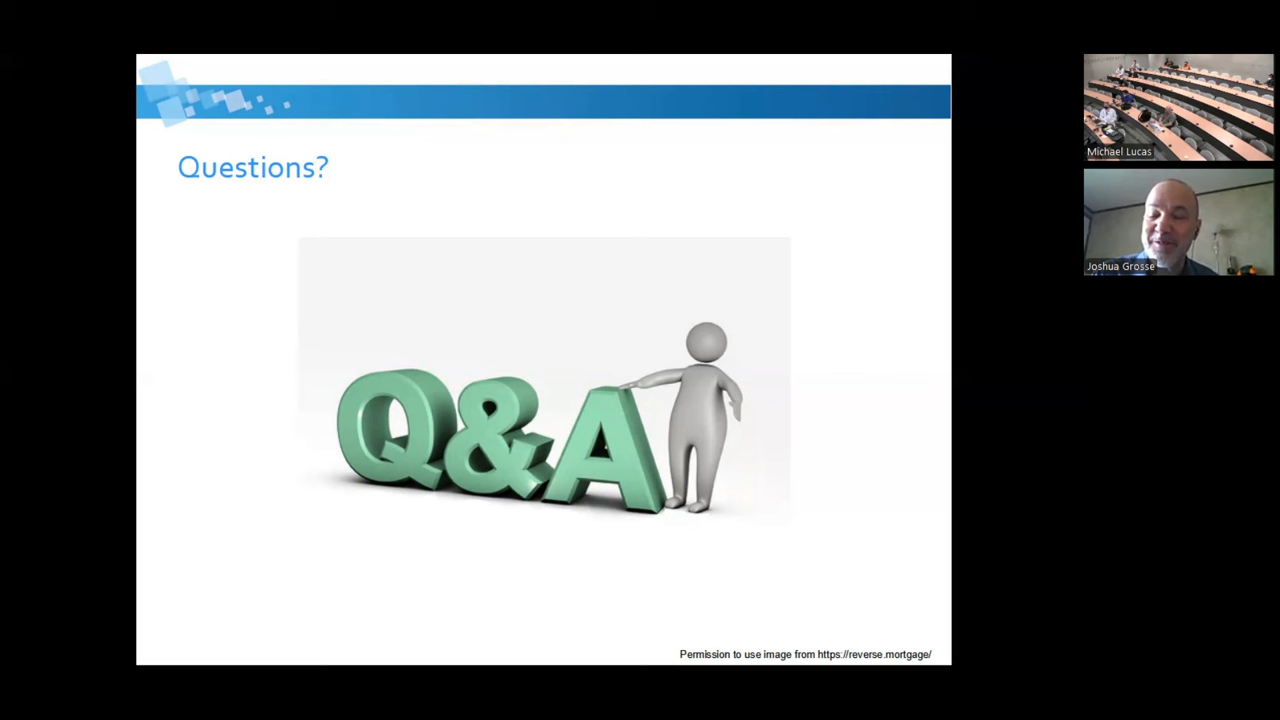 Questions?
Q&A
Permission to use image from https://reverse.mortgage/
Michael Lucas
Joshua Grosse